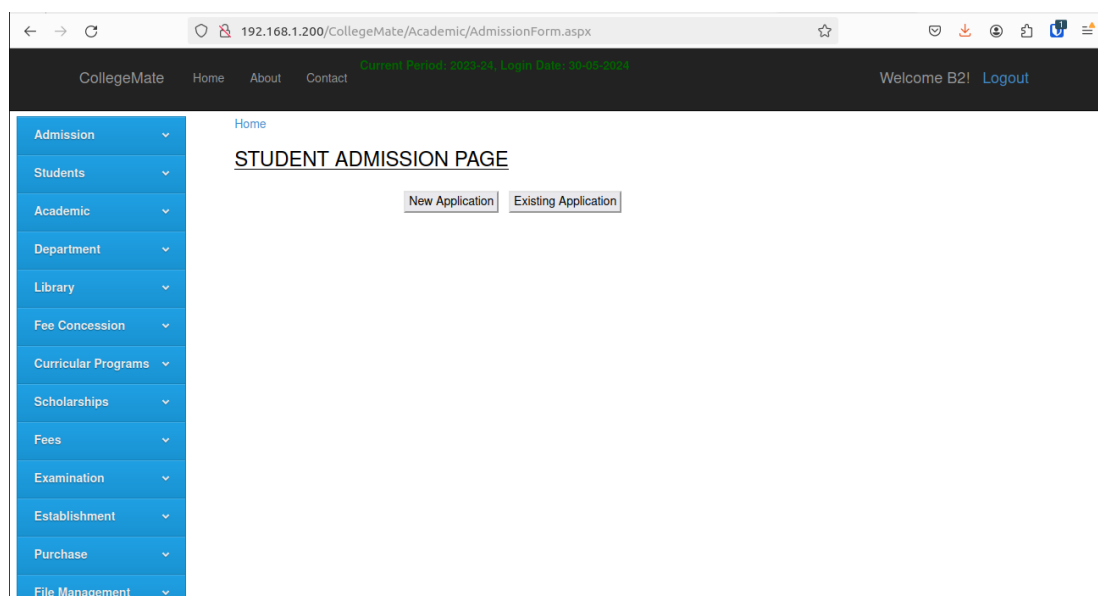 192.168.1.200/CollegeMate/Academic/AdmissionForm.aspx
1
CollegeMate Home About Contact Current Period: 2023-24, Login Date: 30-05-2024 Welcome B2! Logout
Home
STUDENT ADMISSION PAGE
New Application Existing Application
Admission
Students
Academic
Department
Library
Fee Concession
Curricular Programs
Scholarships
Fees
Examination
Establishment
Purchase
File Management